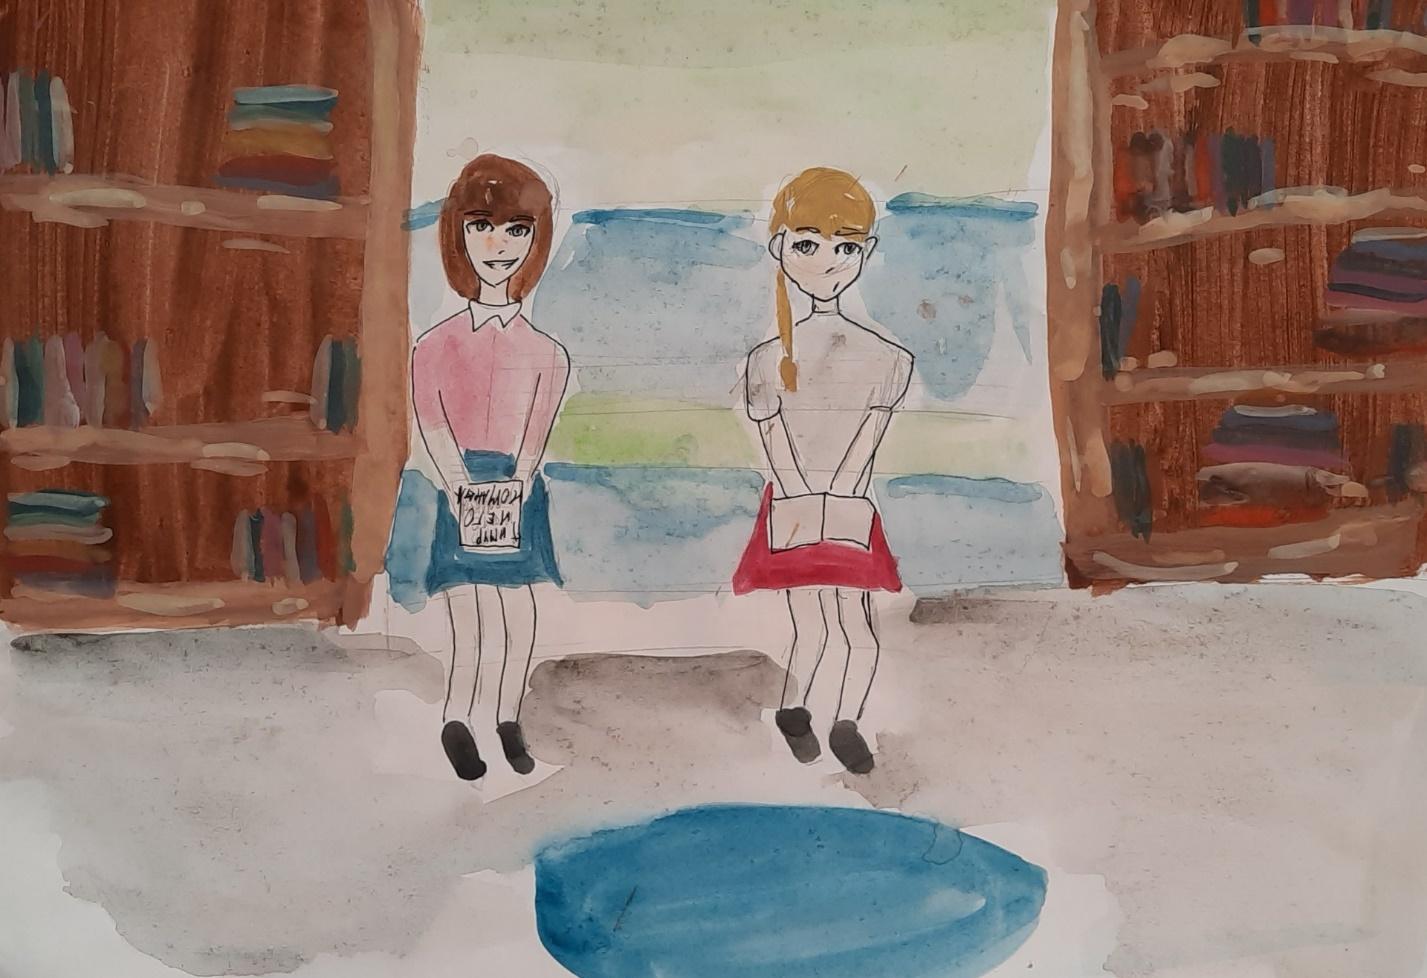 Тимур
и его
команда